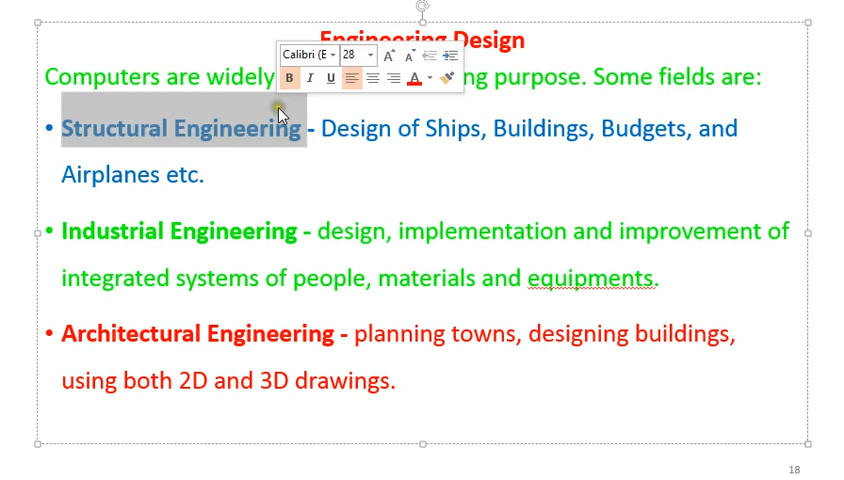 Engineering Design
Calibri (E 28
Computers are widely ng purpose. Some fields are:
• Structural Engineering - Design of Ships, Buildings, Budgets, and
Airplanes etc.
• Industrial Engineering - design, implementation and improvement of
integrated systems of people, materials and equipments.
• Architectural Engineering - planning towns, designing buildings,
using both 2D and 3D drawings.
18